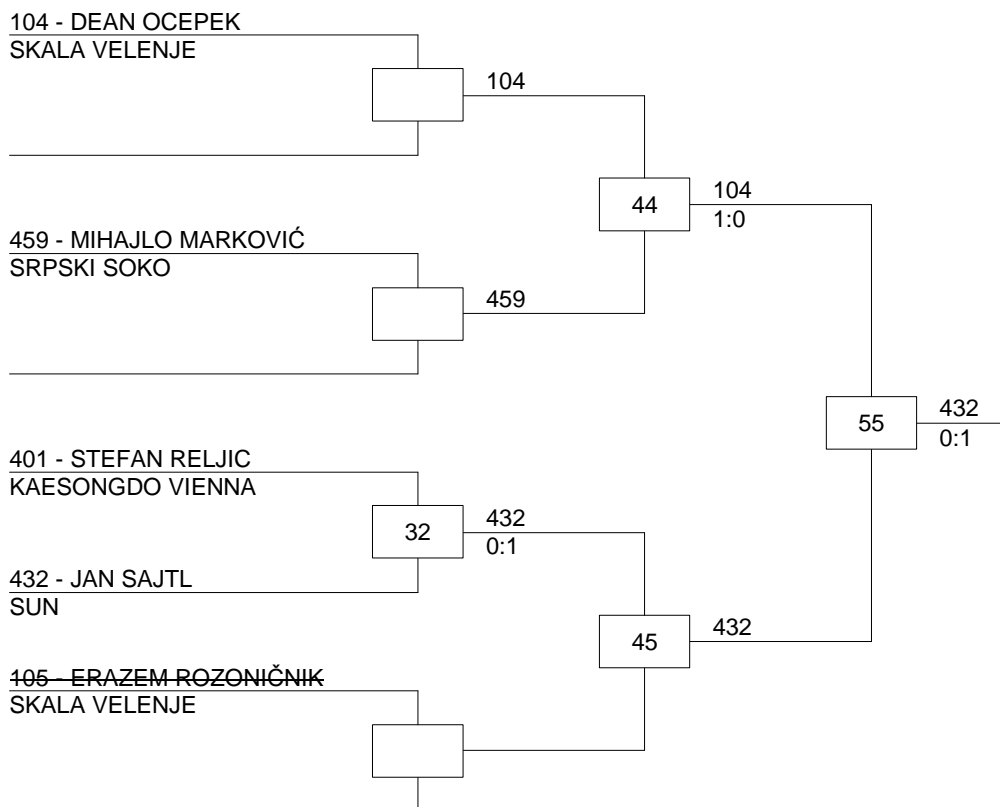 104 - DEAN OCEPEK
SKALA VELENJE
104
44
104
1:0
459 - MIHAJLO MARKOVIĆ
SRPSKI SOKO
459
55
432
0:1
401 - STEFAN RELJIC
KAESONGDO VIENNA
32
432
0:1
432 - JAN SAJTL
SUN
45
432
105 - ERAZEM ROZONIČNIK
SKALA VELENJE